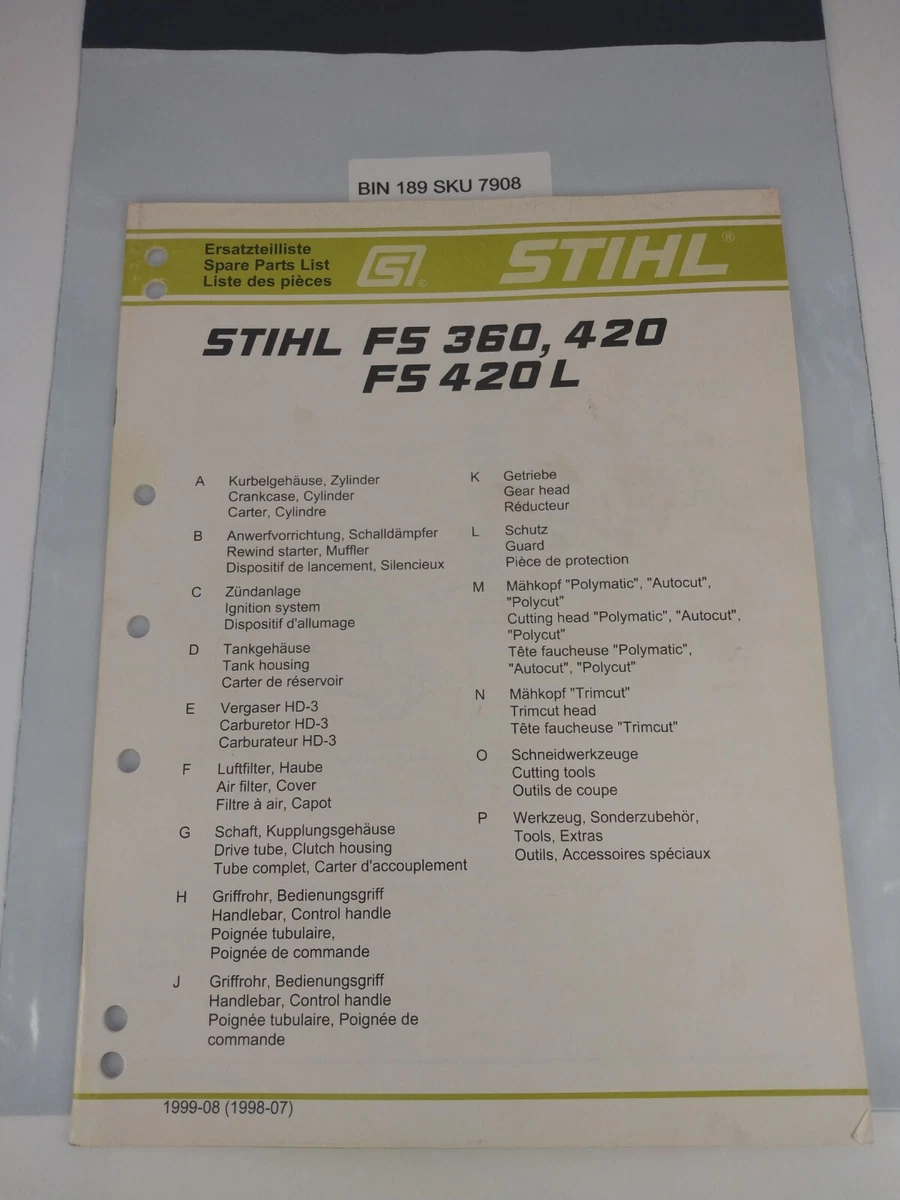 BIN 189 SKU 7908
Ersatzteilliste
Spare Parts List
Liste des pièces
STIHL®
STIHL FS 360, 420
FS 420 L
A Kurbelgehäuse, Zylinder
Crankcase, Cylinder
Carter, Cylindre
B Anwerfvorrichtung, Schalldämpfer
Rewind starter, Muffler
Dispositif de lancement, Silencieux
C Zündanlage
Ignition system
Dispositif d'allumage
D Tankgehäuse
Tank housing
Carter de réservoir
E Vergaser HD-3
Carburetor HD-3
Carburateur HD-3
F Luftfilter, Haube
Air filter, Cover
Filtre à air, Capot
G Schaft, Kupplungsgehäuse
Drive tube, Clutch housing
Tube complet, Carter d'accouplement
H Griffrohr, Bedienungsgriff
Handlebar, Control handle
Poignée tubulaire,
Poignée de commande
J Griffrohr, Bedienungsgriff
Handlebar, Control handle
Poignée tubulaire, Poignée de
commande
K Getriebe
Gear head
Réducteur
L Schutz
Guard
Pièce de protection
M Mähkopf "Polymatic", "Autocut",
"Polycut"
Cutting head "Polymatic", "Autocut",
"Polycut"
Tête faucheuse "Polymatic",
"Autocut", "Polycut"
N Mähkopf "Trimcut"
Trimcut head
Tête faucheuse "Trimcut"
O Schneidwerkzeuge
Cutting tools
Outils de coupe
P Werkzeug, Sonderzubehör,
Tools, Extras
Outils, Accessoires spéciaux
1999-08 (1998-07)